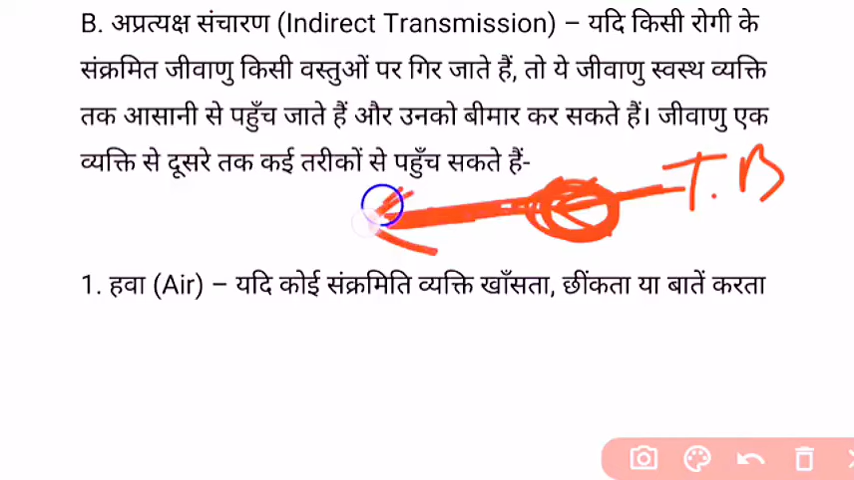 B. अप्रत्यक्ष संचारण (Indirect Transmission) – यदि किसी रोगी के
संक्रमित जीवाणु किसी वस्तुओं पर गिर जाते हैं, तो ये जीवाणु स्वस्थ व्यक्ति
तक आसानी से पहुँच जाते हैं और उनको बीमार कर सकते हैं। जीवाणु एक
व्यक्ति से दूसरे तक कई तरीकों से पहुँच सकते हैं-
T.B
1. हवा (Air) – यदि कोई संक्रमिति व्यक्ति खाँसता, छींकता या बातें करता